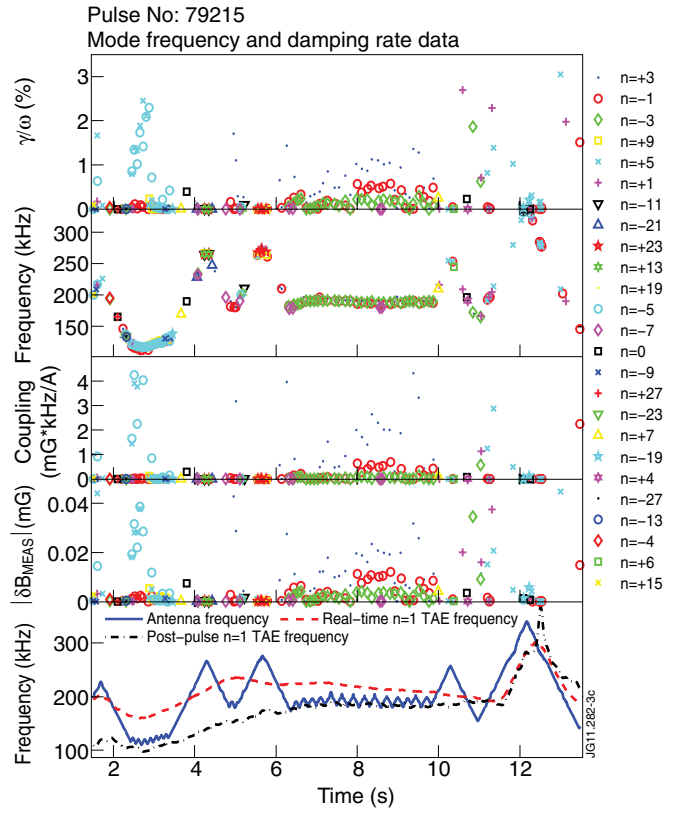 Pulse No: 79215
Mode frequency and damping rate data
γ/ω (%)
3
2
1
0
Frequency (kHz)
300
250
200
150
Coupling
(mG*kHz/A)
4
3
2
1
0
|δB_MEAS| (mG)
0.04
0.02
0
Frequency (kHz)
300
200
100
Antenna frequency
Real-time n=1 TAE frequency
Post-pulse n=1 TAE frequency
2
4
6
8
10
12
Time (s)
n=+3
n=−1
n=−3
n=+9
n=+5
n=+1
n=−11
n=−21
n=+23
n=+13
n=+19
n=−5
n=−7
n=0
n=−9
n=+27
n=−23
n=+7
n=−19
n=+4
n=−27
n=−13
n=−4
n=+6
n=+15
JG11.282-3c